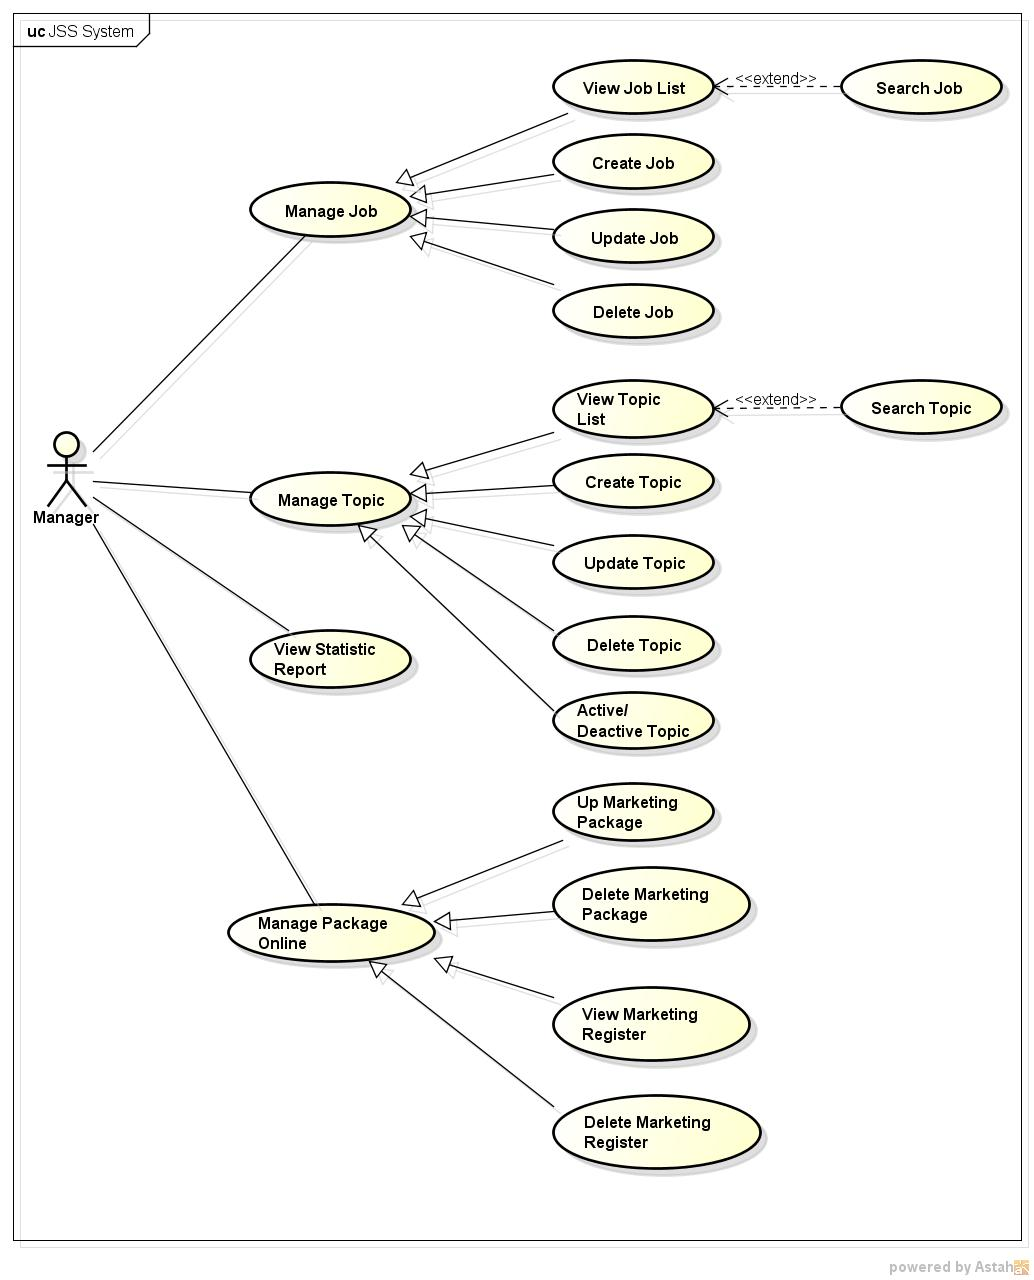 uc JSS System
View Job List
<<extend>>
Search Job
Create Job
Manage Job
Update Job
Delete Job
View Topic
List
<<extend>>
Search Topic
Create Topic
Manage Topic
Manager
Update Topic
View Statistic
Report
Delete Topic
Active/
Deactive Topic
Up Marketing
Package
Delete Marketing
Package
Manage Package
Online
View Marketing
Register
Delete Marketing
Register
powered by Astah